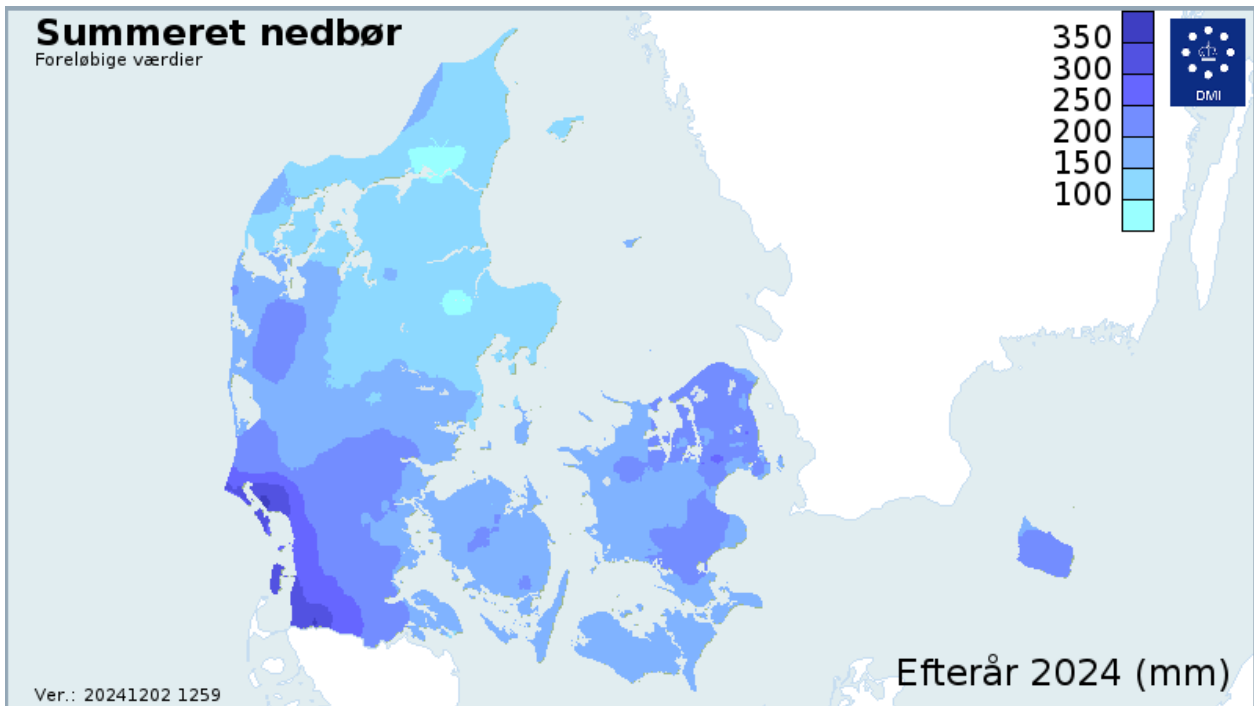 Summeret nedbør
Foreløbige værdier
350
300
250
200
150
100
DMI
Efterår 2024 (mm)
Ver.: 20241202 1259